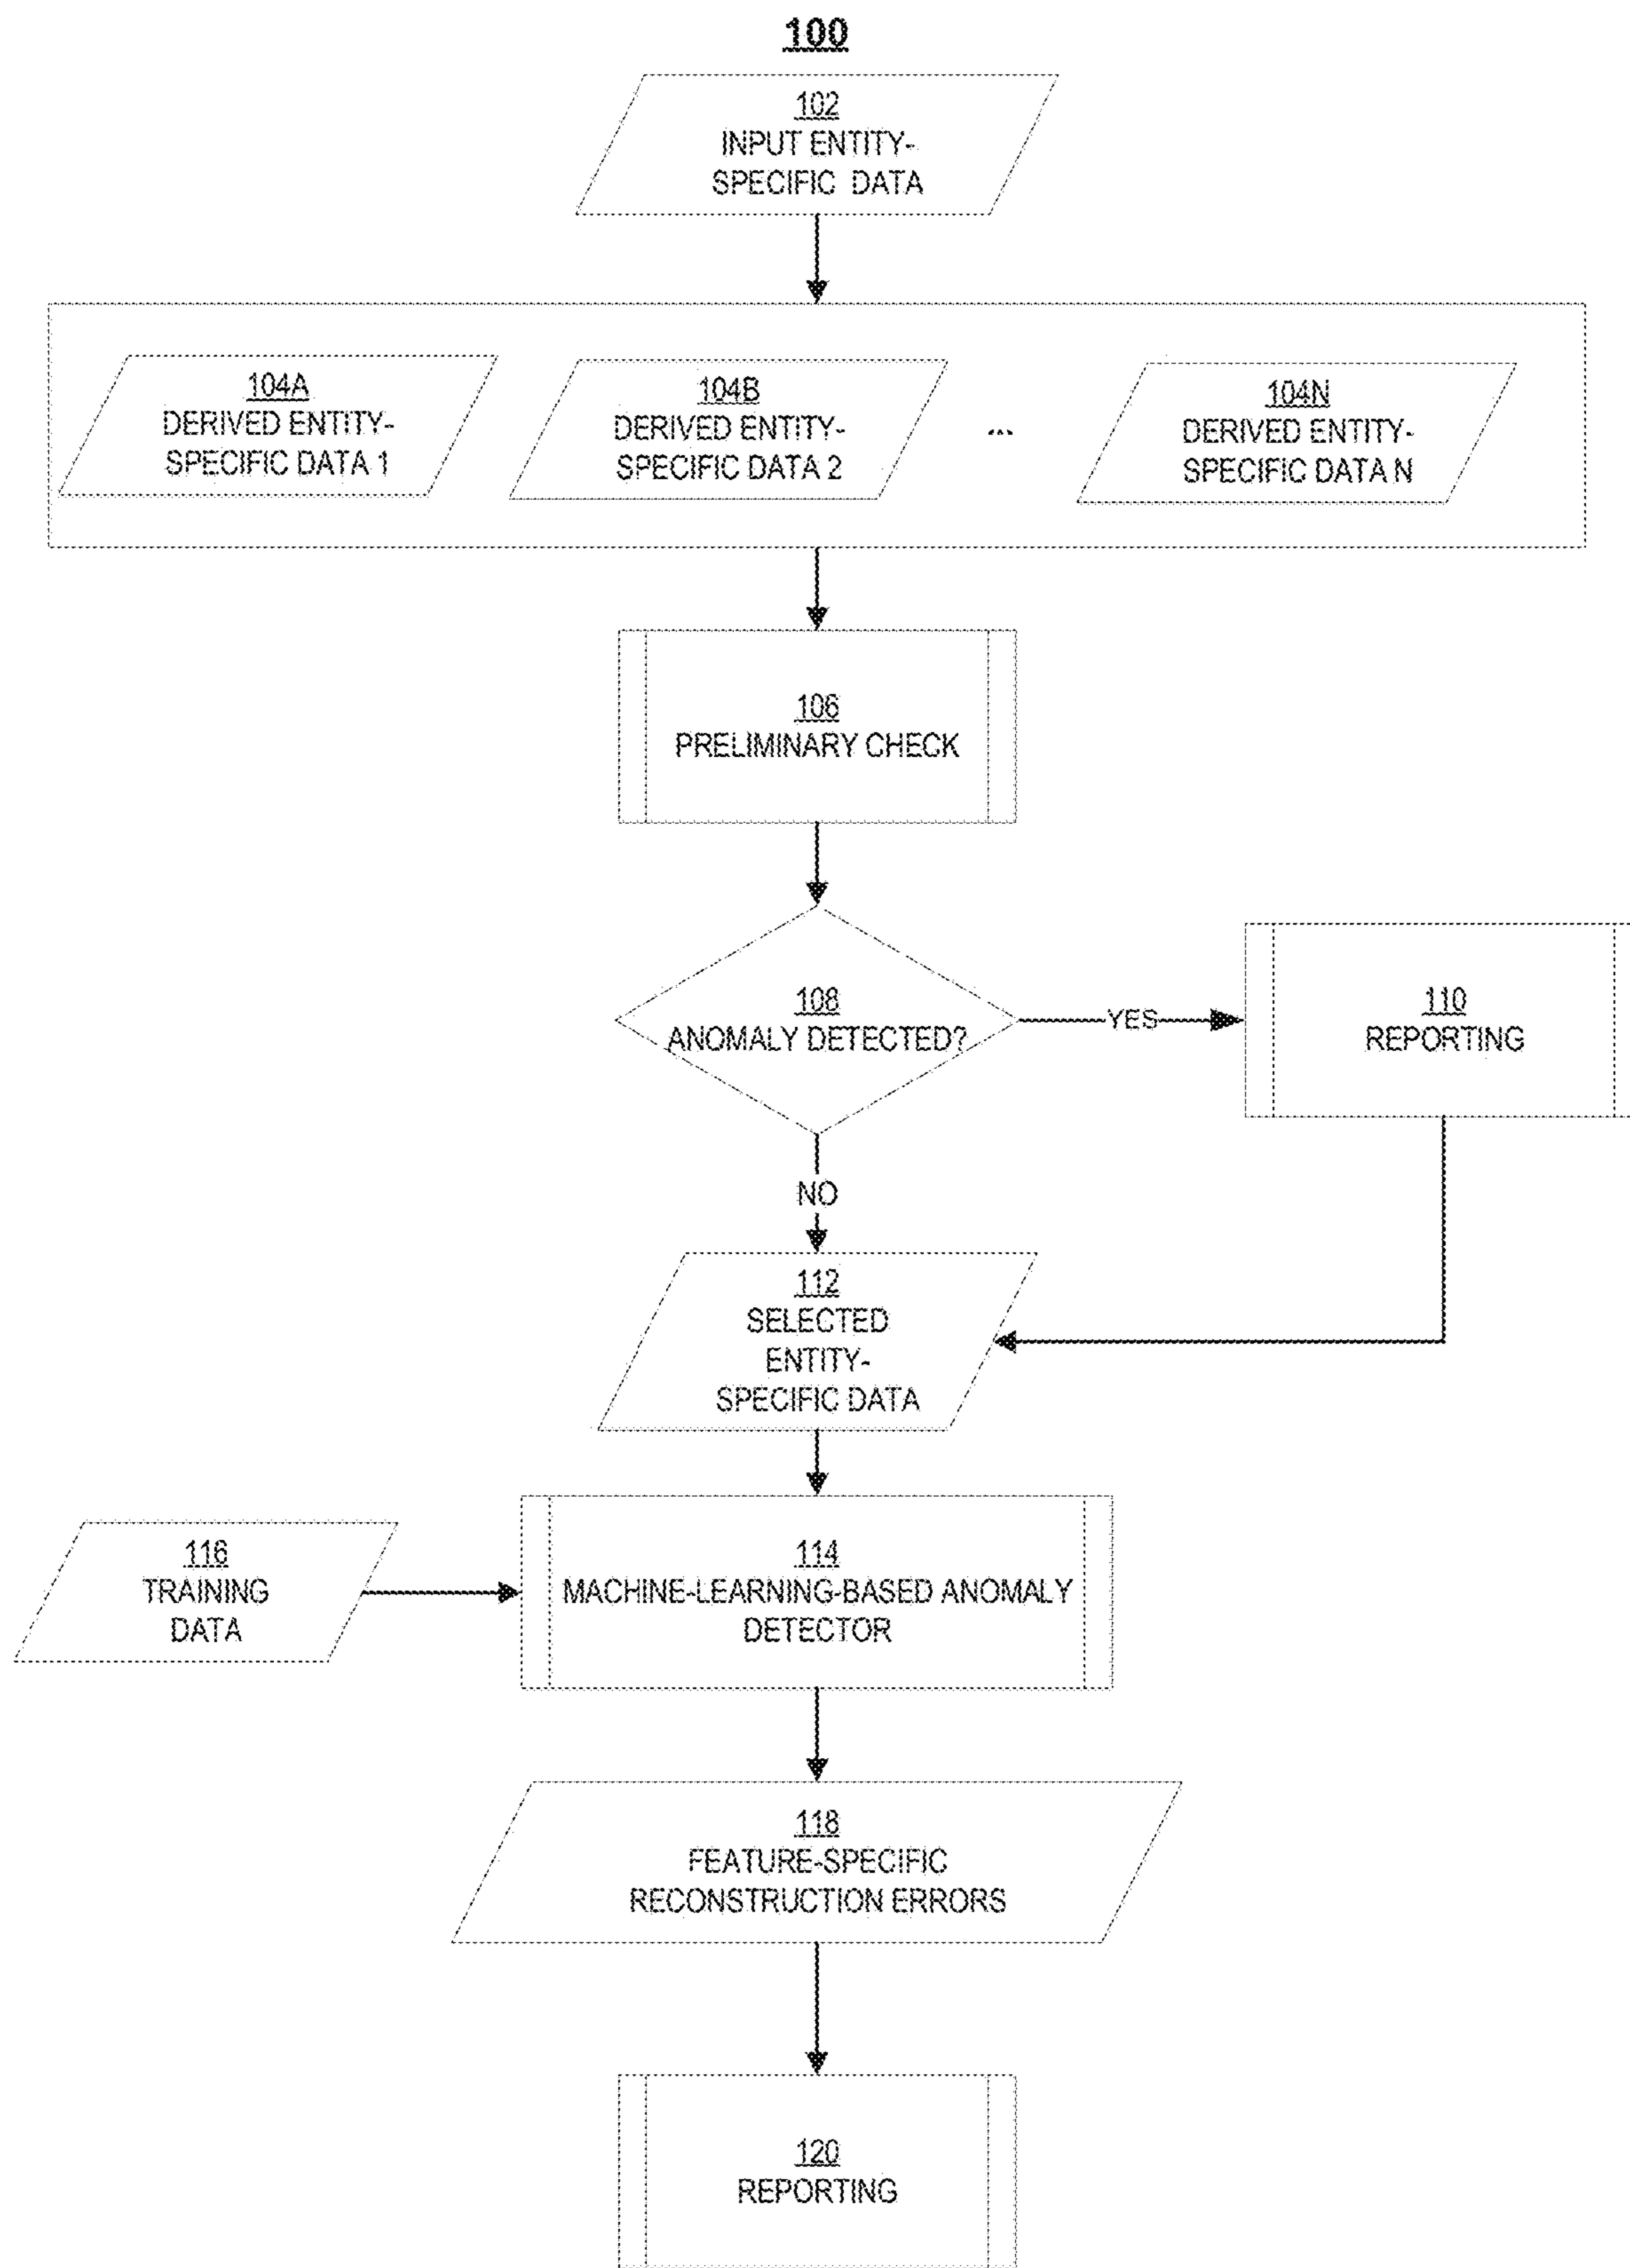 100
102
INPUT ENTITY-
SPECIFIC DATA
104A
DERIVED ENTITY-
SPECIFIC DATA 1
104B
DERIVED ENTITY-
SPECIFIC DATA 2
...
104N
DERIVED ENTITY-
SPECIFIC DATA N
106
PRELIMINARY CHECK
108
ANOMALY DETECTED?
YES
110
REPORTING
NO
112
SELECTED
ENTITY-
SPECIFIC DATA
116
TRAINING
DATA
114
MACHINE-LEARNING-BASED ANOMALY
DETECTOR
118
FEATURE-SPECIFIC
RECONSTRUCTION ERRORS
120
REPORTING